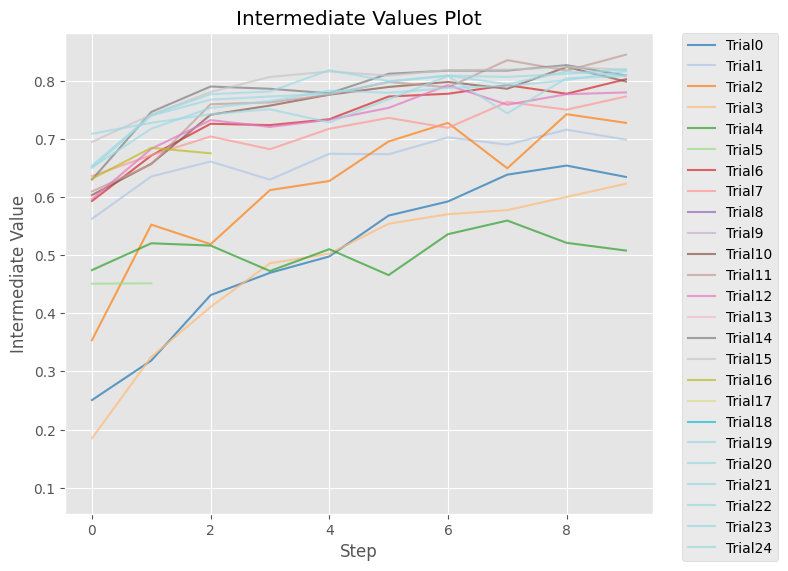 Intermediate Values Plot
Intermediate Value
0.8
0.7
0.6
0.5
0.4
0.3
0.2
0.1
0
2
4
6
8
Step
Trial0
Trial1
Trial2
Trial3
Trial4
Trial5
Trial6
Trial7
Trial8
Trial9
Trial10
Trial11
Trial12
Trial13
Trial14
Trial15
Trial16
Trial17
Trial18
Trial19
Trial20
Trial21
Trial22
Trial23
Trial24